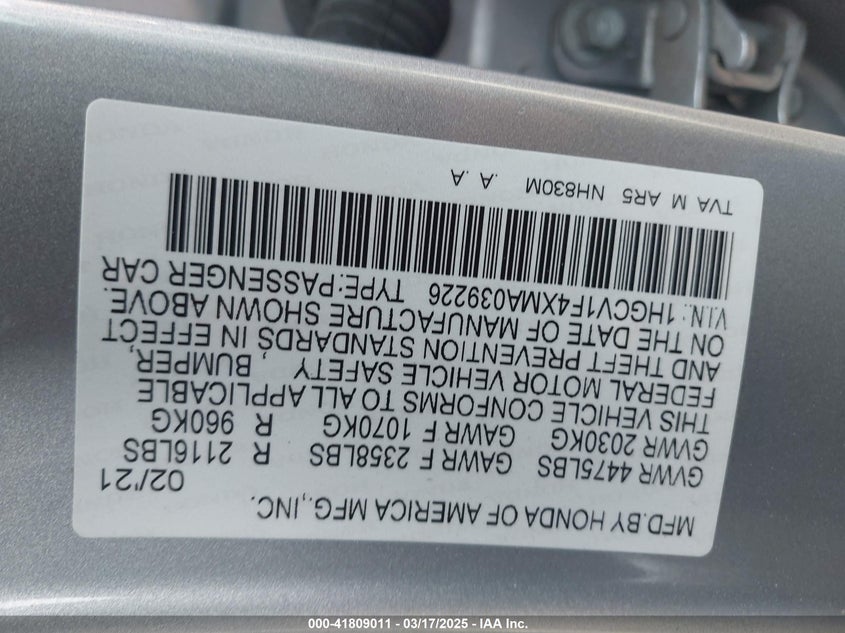 MFD.BY HONDA OF AMERICA MFG.,INC. 02/'21
GVWR 4475LBS GAWR F 2358LBS R 2116LBS
GVWR 2030KG GAWR F 1070KG R 960KG
THIS VEHICLE CONFORMS TO ALL APPLICABLE
FEDERAL MOTOR VEHICLE SAFETY , BUMPER,
AND THEFT PREVENTION STANDARDS IN EFFECT
ON THE DATE OF MANUFACTURE SHOWN ABOVE.
VIN: 1HGCV1F4XMA039226 TYPE:PASSENGER CAR
TVA M AR5 NH830M .A .A
000-41809011 - 03/17/2025 - IAA Inc.